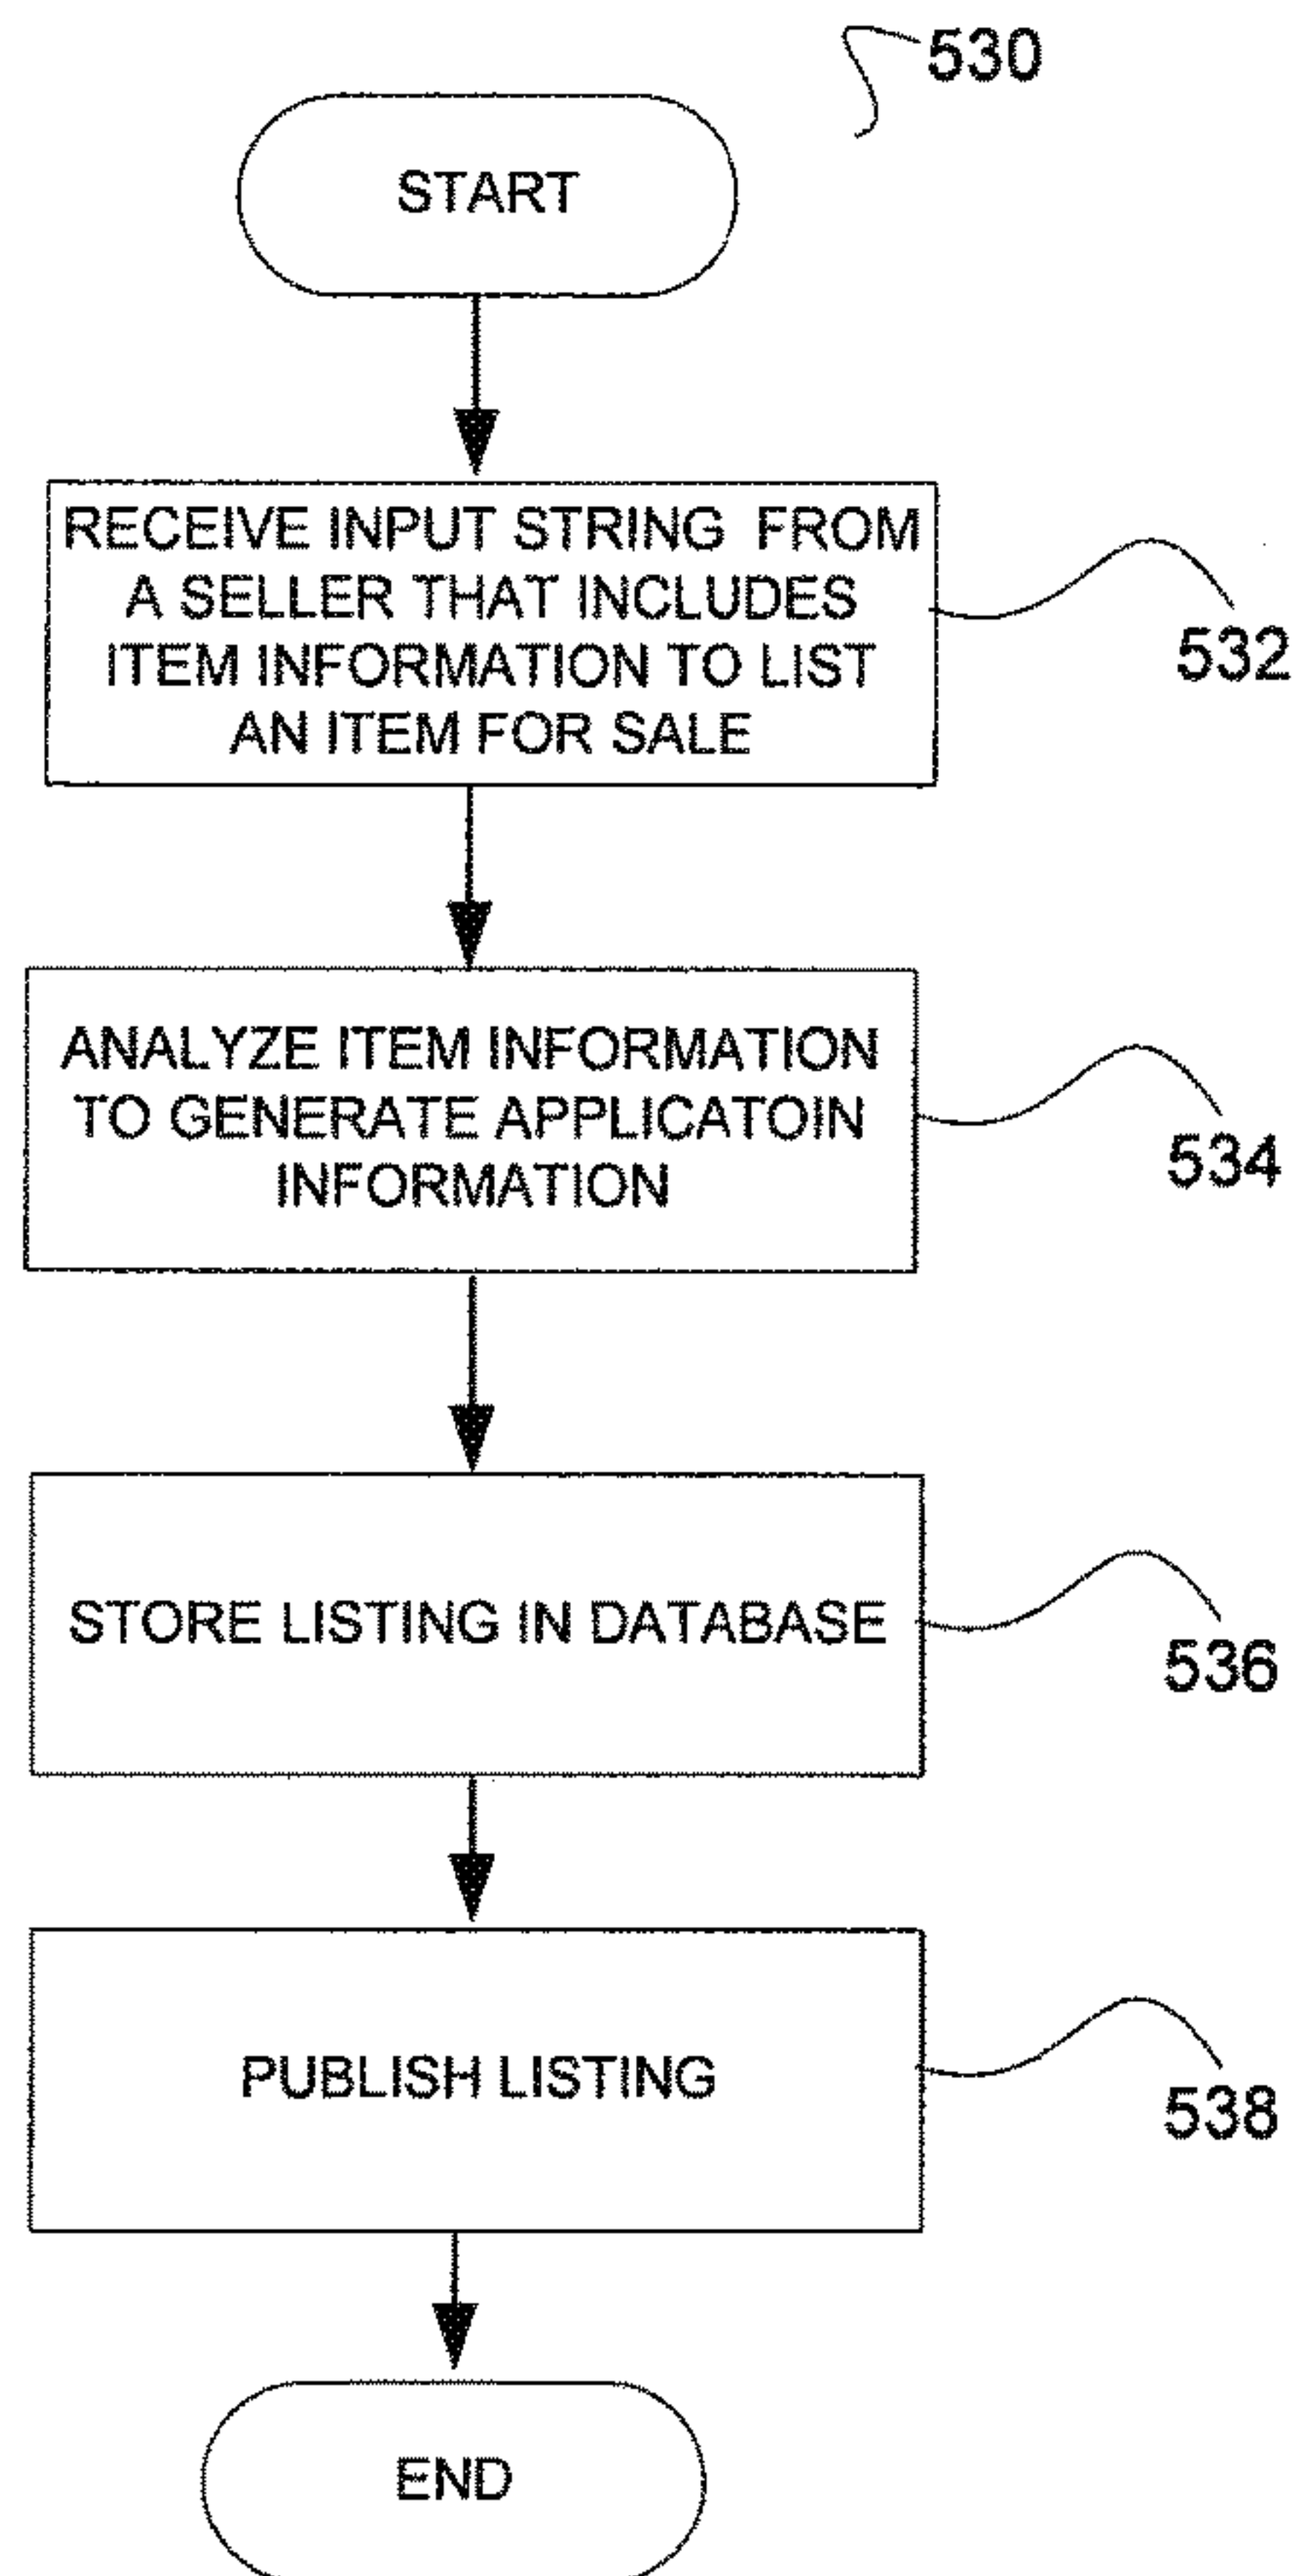 530
START
RECEIVE INPUT STRING FROM
A SELLER THAT INCLUDES
ITEM INFORMATION TO LIST
AN ITEM FOR SALE
532
ANALYZE ITEM INFORMATION
TO GENERATE APPLICATOIN
INFORMATION
534
STORE LISTING IN DATABASE
536
PUBLISH LISTING
538
END